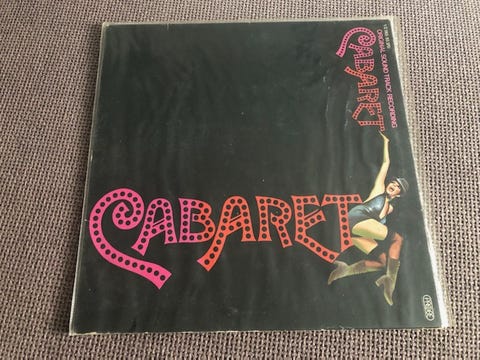 CABARET
ORIGINAL SOUND TRACK RECORDING
CABARET